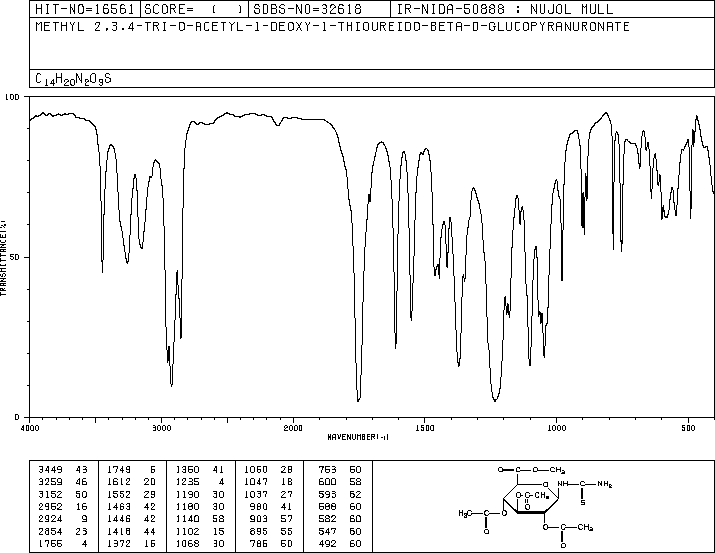 HIT-NO=16561 SCORE= ( ) SDBS-NO=32618 IR-NIDA-50888 : NUJOL MULL
METHYL 2,3,4-TRI-O-ACETYL-1-DEOXY-1-THIOUREIDO-BETA-D-GLUCOPYRANURONATE
C14H20N2O9S
100
50
0
TRANSMITTANCE(%)
4000 3000 2000 1500 1000 500
WAVENUMBER(-1)
3449 43 1749 6 1360 41 1060 28 753 60
3259 46 1612 20 1235 4 1047 18 600 58
3152 50 1552 29 1190 30 1037 27 593 62
2952 16 1463 42 1180 30 980 41 588 60
2924 9 1446 42 1140 58 903 57 582 60
2854 23 1418 44 1102 15 895 55 547 60
1755 4 1372 16 1068 30 786 50 492 60
O=C-O-CH3
O NH-C-NH2
S
O-C-CH3
O
H3C-C-O
O
O-C-CH3
O